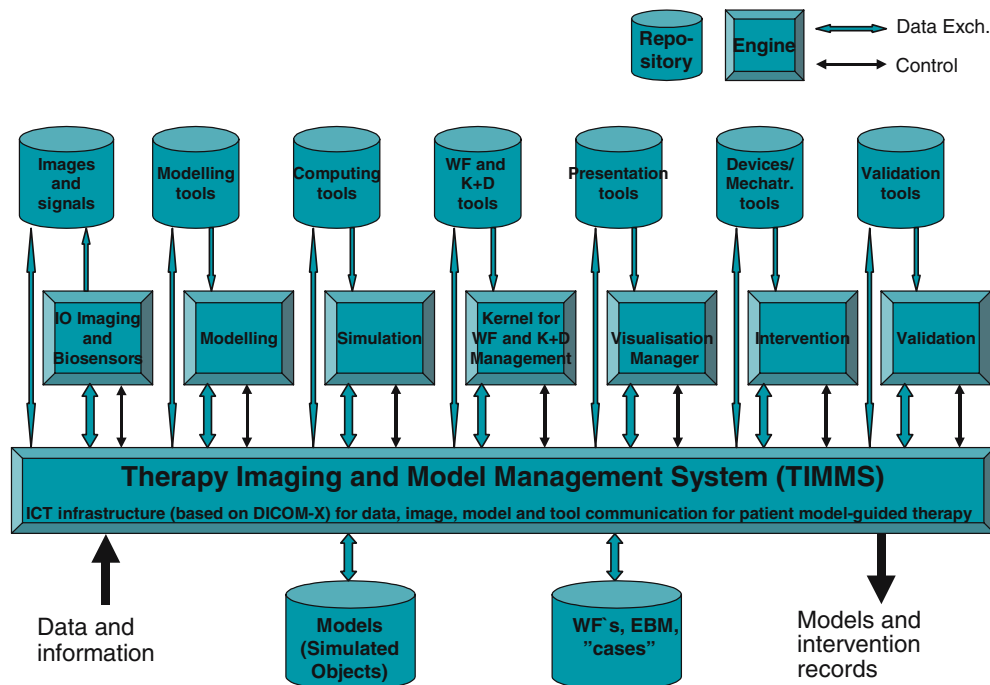 Repo-
sitory
Engine
Data Exch.
Control
Images
and
signals
Modelling
tools
Computing
tools
WF and
K+D
tools
Presentation
tools
Devices/
Mechatr.
tools
Validation
tools
IO Imaging
and
Biosensors
Modelling
Simulation
Kernel for
WF and K+D
Management
Visualisation
Manager
Intervention
Validation
Therapy Imaging and Model Management System (TIMMS)
ICT infrastructure (based on DICOM-X) for data, image, model and tool communication for patient model-guided therapy
Data and
information
Models
(Simulated
Objects)
WF`s, EBM,
”cases”
Models and
intervention
records